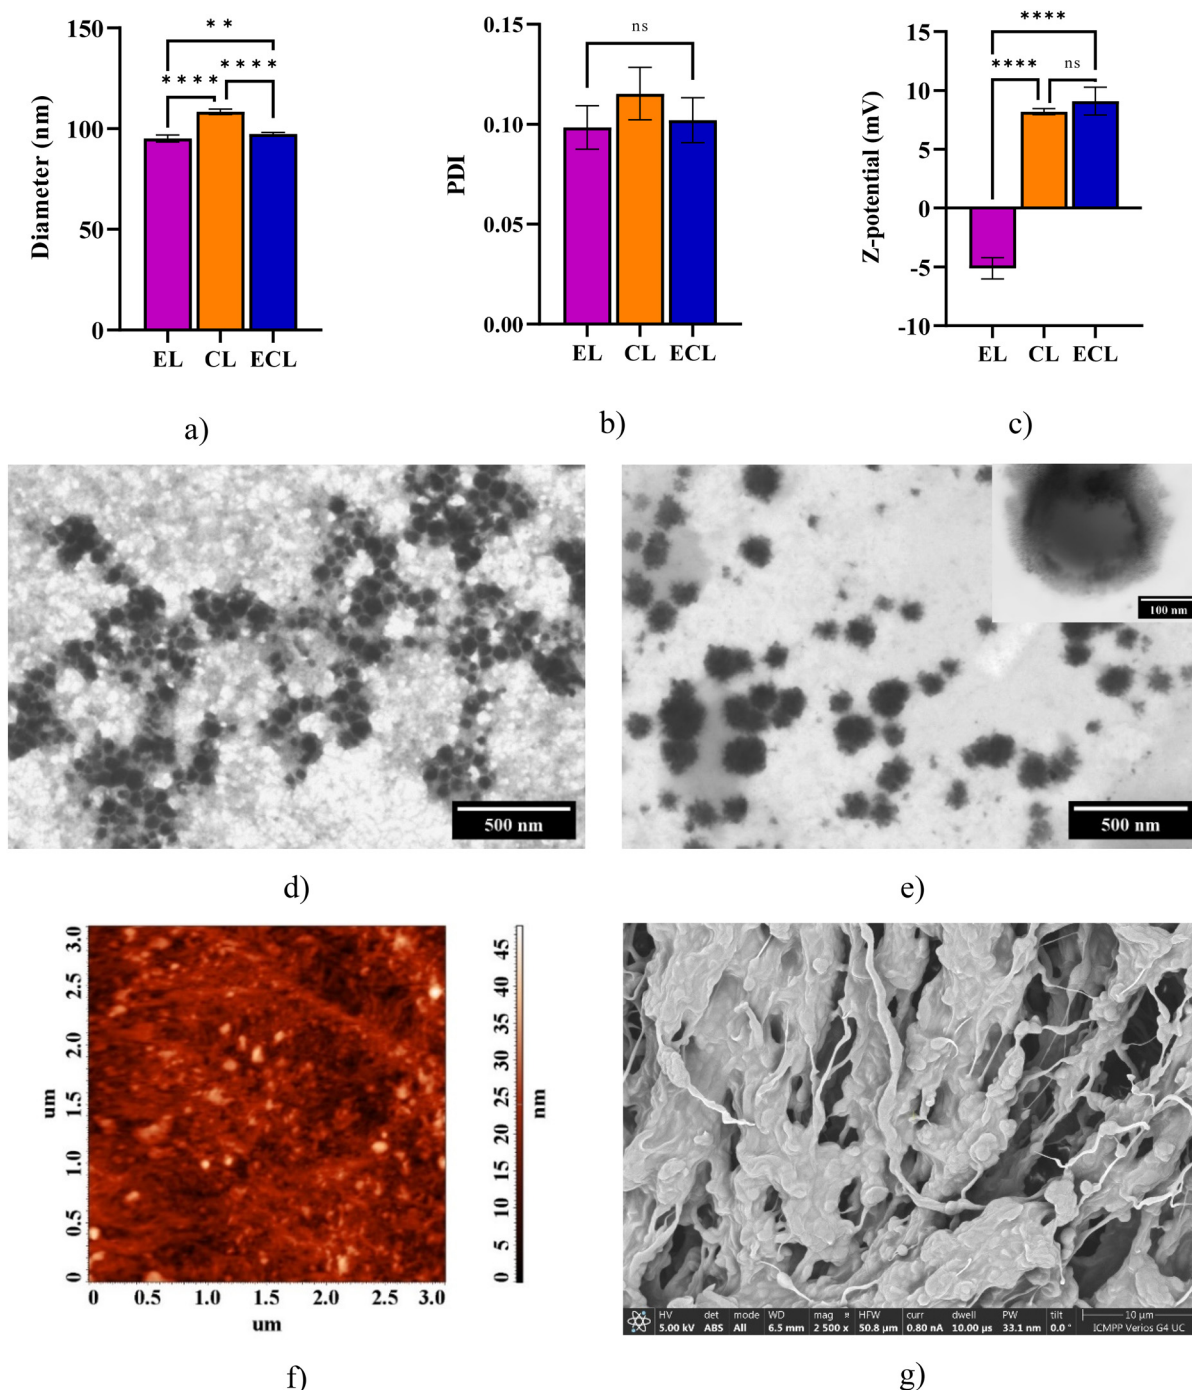 150
100
50
0
Diameter (nm)
**
**** ****
EL CL ECL
a)
0.15
0.10
0.05
0.00
PDI
ns
EL CL ECL
b)
15
10
5
0
-5
-10
Z-potential (mV)
****
**** ns
EL CL ECL
c)
500 nm
d)
100 nm
500 nm
e)
3.0
2.5
2.0
1.5
1.0
0.5
0
um
0 0.5 1.0 1.5 2.0 2.5 3.0
um
45
40
35
30
25
20
15
10
5
0
nm
f)
HV det mode WD mag HFW curr dwell PW tilt 10 µm
5.00 kV ABS All 6.5 mm 2 500 x 50.8 µm 0.80 nA 10.00 µs 33.1 nm 0.0 ° ICMPP Verios G4 UC
g)